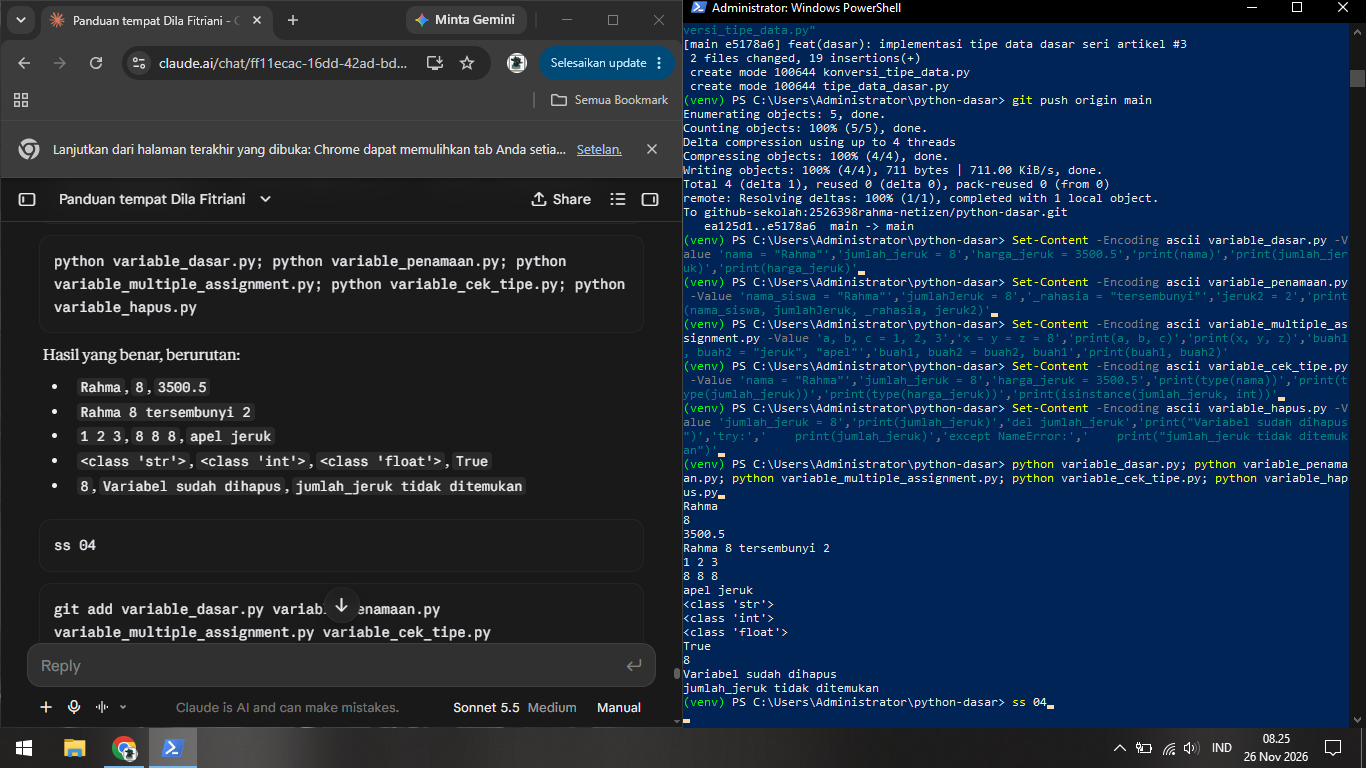 Panduan tempat Dila Fitriani - C
Minta Gemini
claude.ai/chat/ff11ecac-16dd-42ad-bd...
Selesaikan update
Semua Bookmark
Lanjutkan dari halaman terakhir yang dibuka: Chrome dapat memulihkan tab Anda setia...
Setelan.
Panduan tempat Dila Fitriani
Share
python variable_dasar.py; python variable_penamaan.py; python
variable_multiple_assignment.py; python variable_cek_tipe.py; python
variable_hapus.py
Hasil yang benar, berurutan:
• Rahma, 8, 3500.5
• Rahma 8 tersembunyi 2
• 1 2 3, 8 8 8, apel jeruk
• <class 'str'>, <class 'int'>, <class 'float'>, True
• 8, Variabel sudah dihapus, jumlah_jeruk tidak ditemukan
ss 04
git add variable_dasar.py variab enamaan.py
variable_multiple_assignment.py variable_cek_tipe.py
Reply
Claude is AI and can make mistakes.
Sonnet 5.5 Medium
Manual
Administrator: Windows PowerShell
versi_tipe_data.py"
[main e5178a6] feat(dasar): implementasi tipe data dasar seri artikel #3
2 files changed, 19 insertions(+)
create mode 100644 konversi_tipe_data.py
create mode 100644 tipe_data_dasar.py
(venv) PS C:\Users\Administrator\python-dasar> git push origin main
Enumerating objects: 5, done.
Counting objects: 100% (5/5), done.
Delta compression using up to 4 threads
Compressing objects: 100% (4/4), done.
Writing objects: 100% (4/4), 711 bytes | 711.00 KiB/s, done.
Total 4 (delta 1), reused 0 (delta 0), pack-reused 0 (from 0)
remote: Resolving deltas: 100% (1/1), completed with 1 local object.
To github-sekolah:2526398rahma-netizen/python-dasar.git
ea125d1..e5178a6  main -> main
(venv) PS C:\Users\Administrator\python-dasar> Set-Content -Encoding ascii variable_dasar.py -V
alue 'nama = "Rahma"','jumlah_jeruk = 8','harga_jeruk = 3500.5','print(nama)','print(jumlah_jer
uk)','print(harga_jeruk)'
(venv) PS C:\Users\Administrator\python-dasar> Set-Content -Encoding ascii variable_penamaan.py
-Value 'nama_siswa = "Rahma"','jumlahJeruk = 8','_rahasia = "tersembunyi"','jeruk2 = 2','print
(nama_siswa, jumlahJeruk, _rahasia, jeruk2)'
(venv) PS C:\Users\Administrator\python-dasar> Set-Content -Encoding ascii variable_multiple_as
signment.py -Value 'a, b, c = 1, 2, 3','x = y = z = 8','print(a, b, c)','print(x, y, z)','buah1
, buah2 = "jeruk", "apel"','buah1, buah2 = buah2, buah1','print(buah1, buah2)'
(venv) PS C:\Users\Administrator\python-dasar> Set-Content -Encoding ascii variable_cek_tipe.py
-Value 'nama = "Rahma"','jumlah_jeruk = 8','harga_jeruk = 3500.5','print(type(nama))','print(t
ype(jumlah_jeruk))','print(type(harga_jeruk))','print(isinstance(jumlah_jeruk, int))'
(venv) PS C:\Users\Administrator\python-dasar> Set-Content -Encoding ascii variable_hapus.py -V
alue 'jumlah_jeruk = 8','print(jumlah_jeruk)','del jumlah_jeruk','print("Variabel sudah dihapus
")','try:','    print(jumlah_jeruk)','except NameError:','    print("jumlah_jeruk tidak ditemuk
an")'
(venv) PS C:\Users\Administrator\python-dasar> python variable_dasar.py; python variable_penama
an.py; python variable_multiple_assignment.py; python variable_cek_tipe.py; python variable_hap
us.py
Rahma
8
3500.5
Rahma 8 tersembunyi 2
1 2 3
8 8 8
apel jeruk
<class 'str'>
<class 'int'>
<class 'float'>
True
8
Variabel sudah dihapus
jumlah_jeruk tidak ditemukan
(venv) PS C:\Users\Administrator\python-dasar> ss 04
IND
08.25
26 Nov 2026